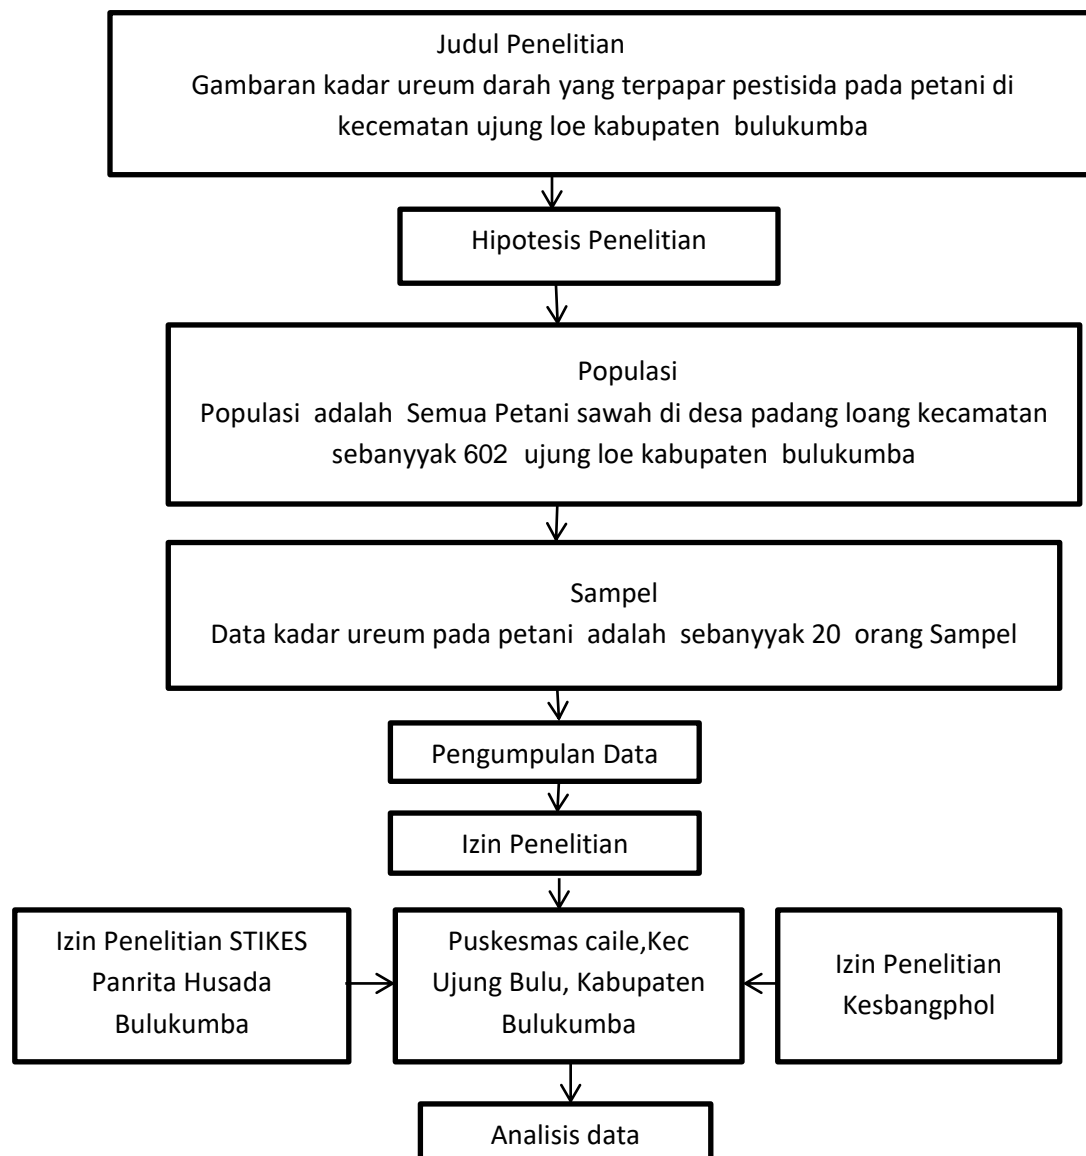 Judul Penelitian
Gambaran kadar ureum darah yang terpapar pestisida pada petani di
kecematan ujung loe kabupaten bulukumba
Hipotesis Penelitian
Populasi
Populasi adalah Semua Petani sawah di desa padang loang kecamatan
sebanyyak 602 ujung loe kabupaten bulukumba
Sampel
Data kadar ureum pada petani adalah sebanyyak 20 orang Sampel
Pengumpulan Data
Izin Penelitian
Izin Penelitian STIKES
Panrita Husada
Bulukumba
Puskesmas caile,Kec
Ujung Bulu, Kabupaten
Bulukumba
Izin Penelitian
Kesbangphol
Analisis data